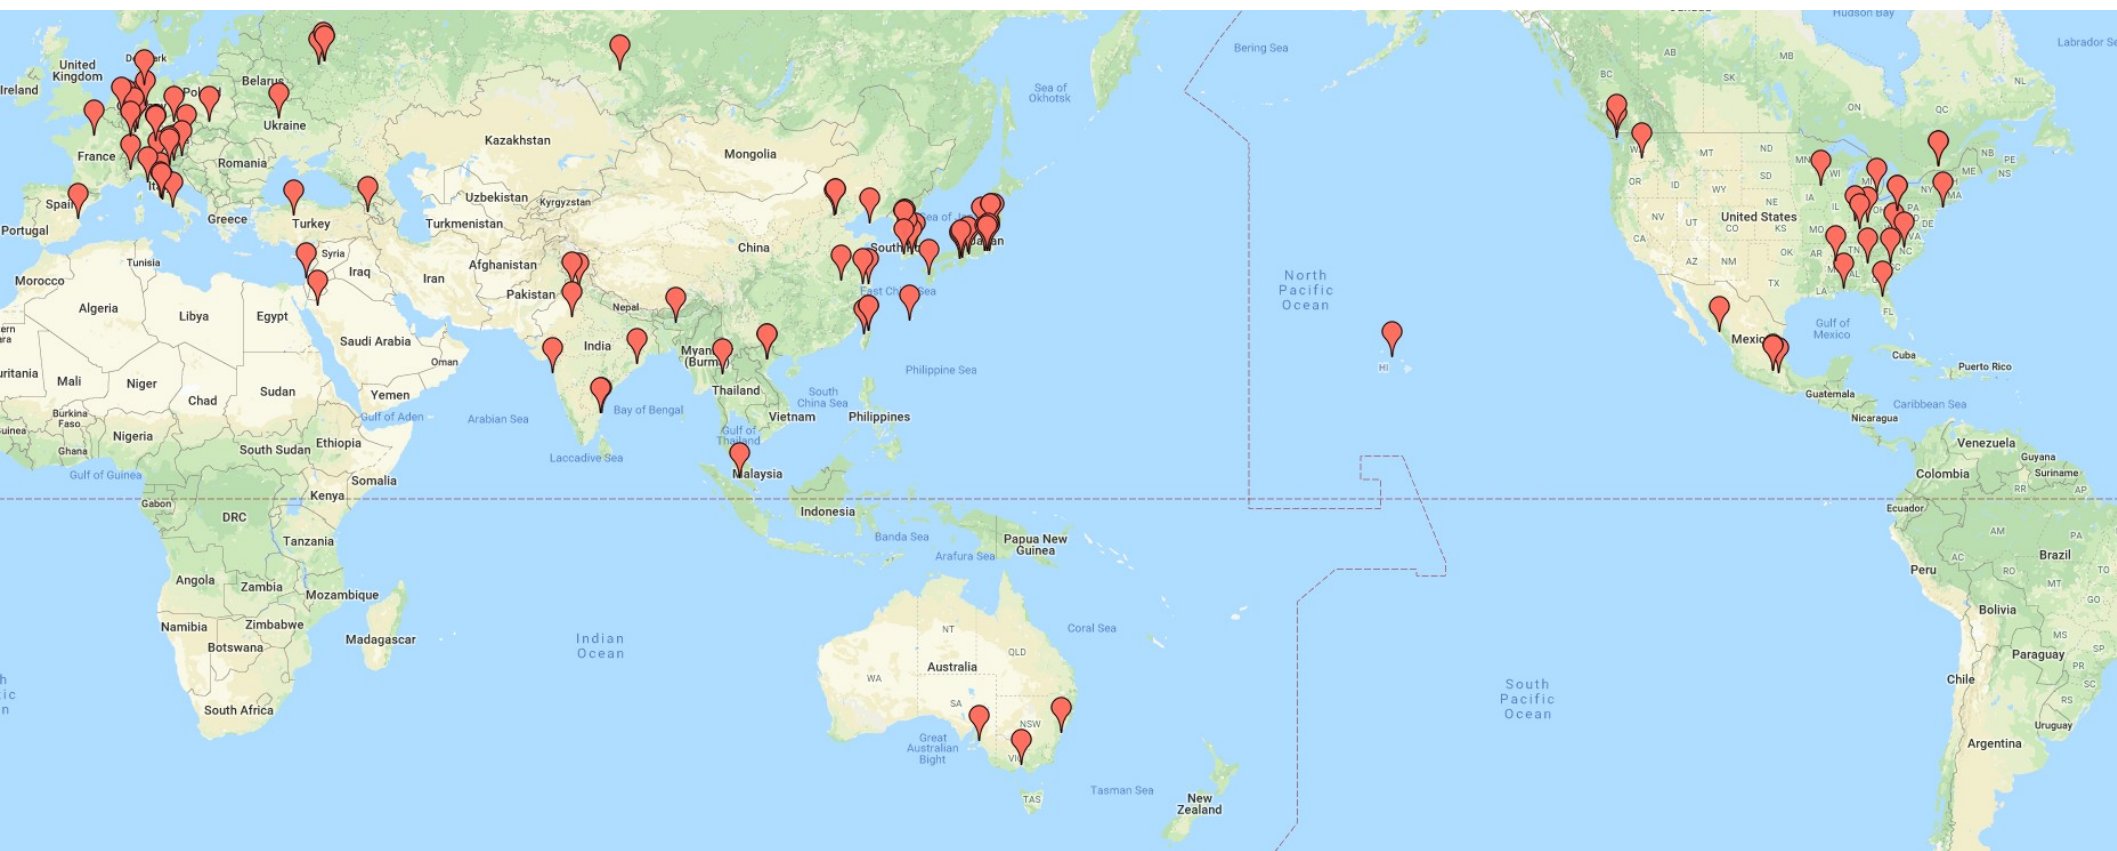 Hudson Bay
Labrador Se
United
Kingdom
Ireland
Belarus
Ukraine
France
Romania
Spain
Portugal
Greece
Turkey
Kazakhstan
Mongolia
Uzbekistan
Kyrgyzstan
Turkmenistan
China
Afghanistan
Pakistan
Iran
Iraq
Syria
Nepal
India
Tunisia
Morocco
Algeria
Libya
Egypt
Saudi Arabia
Oman
Yemen
Mali
Niger
Chad
Sudan
Burkina
Faso
Nigeria
Ghana
Gulf of Guinea
Gulf of Aden
Ethiopia
South Sudan
Somalia
Kenya
Gabon
DRC
Tanzania
Angola
Zambia
Mozambique
Namibia
Zimbabwe
Botswana
Madagascar
South Africa
Arabian Sea
Bay of Bengal
Laccadive Sea
(Burma)
Thailand
Vietnam
Gulf of
Thailand
South
China Sea
Philippines
Philippine Sea
Malaysia
Indonesia
Banda Sea
Arafura Sea
Papua New
Guinea
Indian
Ocean
Coral Sea
NT
QLD
Australia
WA
SA
NSW
Great
Australian
Bight
TAS
Tasman Sea
New
Zealand
Sea of
Okhotsk
Bering Sea
North
Pacific
Ocean
HI
South
Pacific
Ocean
AB
MB
BC
SK
ON
QC
NL
NB
PE
NS
ME
MT
ND
MN
WI
OR
ID
WY
SD
IA
NE
NV
UT
CO
KS
MO
IL
PA
NY
MA
DE
VA
United States
CA
AZ
NM
OK
AR
TN
NC
TX
LA
AL
FL
Gulf of
Mexico
Cuba
Puerto Rico
Guatemala
Nicaragua
Caribbean Sea
Venezuela
Guyana
Suriname
Colombia
RR
AP
Ecuador
AM
PA
Peru
AC
RO
Brazil
TO
MT
GO
Bolivia
MS
SP
Paraguay
PR
SC
Chile
RS
Uruguay
Argentina